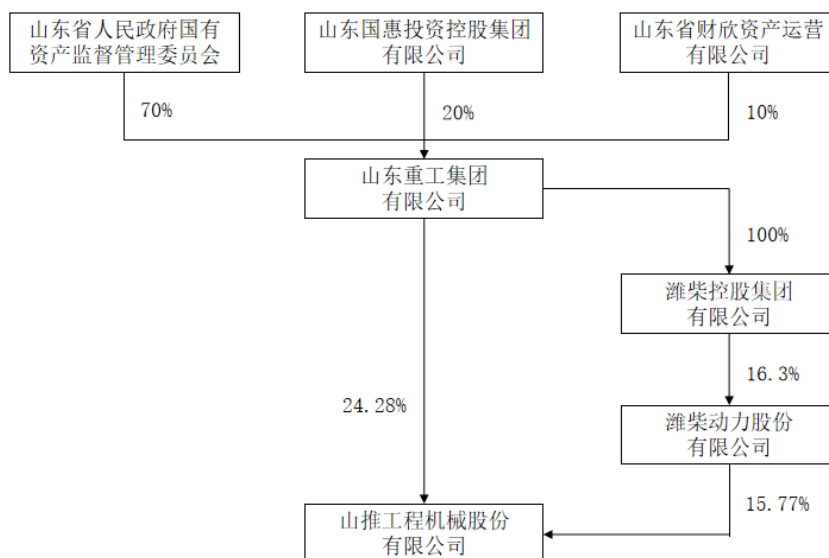 山东省人民政府国有
资产监督管理委员会
山东国惠投资控股集团
有限公司
山东省财欣资产运营
有限公司
70%
20%
10%
山东重工集团
有限公司
100%
潍柴控股集团
有限公司
16.3%
24.28%
潍柴动力股份
有限公司
15.77%
山推工程机械股份
有限公司